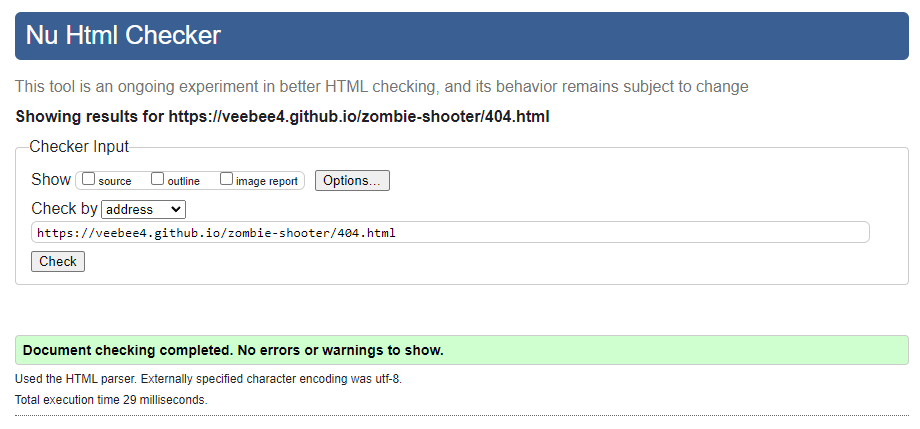 Nu Html Checker
This tool is an ongoing experiment in better HTML checking, and its behavior remains subject to change
Showing results for https://veebee4.github.io/zombie-shooter/404.html
Checker Input
Show source outline image report Options...
Check by address
https://veebee4.github.io/zombie-shooter/404.html
Check
Document checking completed. No errors or warnings to show.
Used the HTML parser. Externally specified character encoding was utf-8.
Total execution time 29 milliseconds.